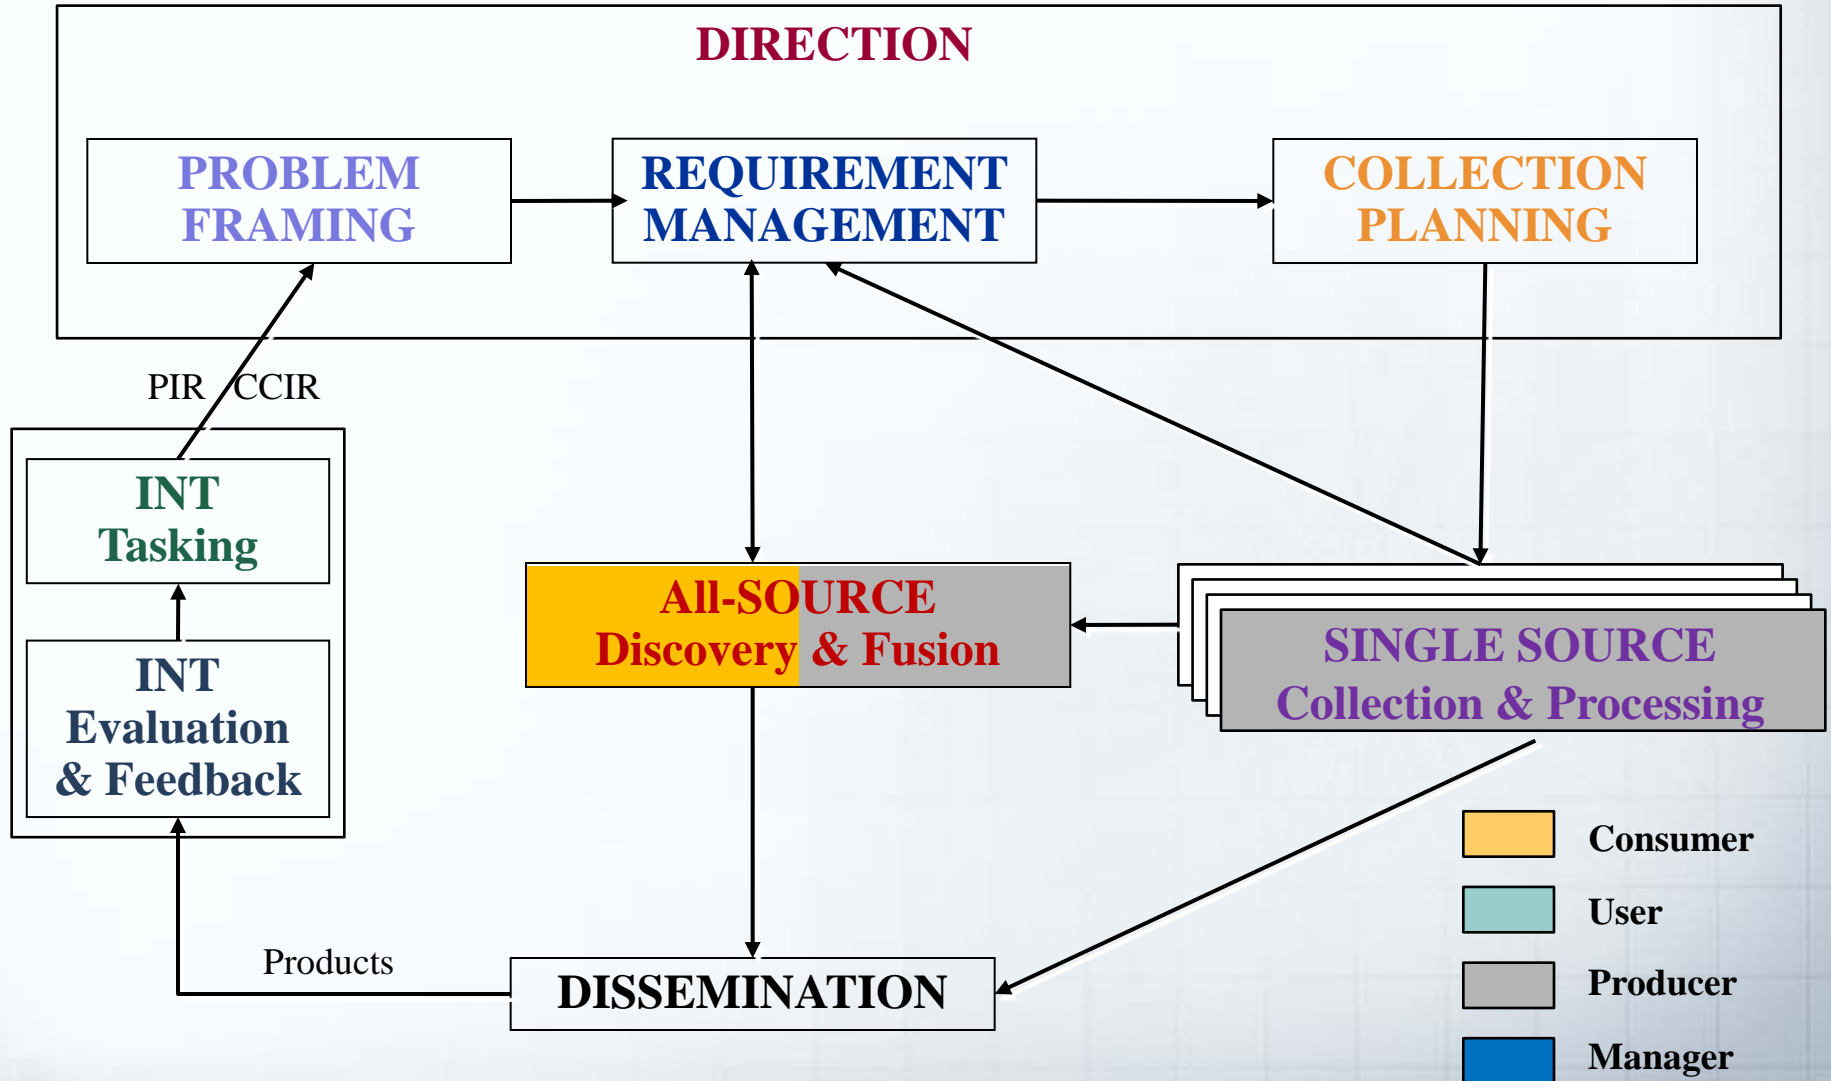 DIRECTION
PROBLEM
FRAMING
REQUIREMENT
MANAGEMENT
COLLECTION
PLANNING
PIR CCIR
INT
Tasking
INT
Evaluation
& Feedback
All-SOURCE
Discovery & Fusion
SINGLE SOURCE
Collection & Processing
Products
DISSEMINATION
Consumer
User
Producer
Manager